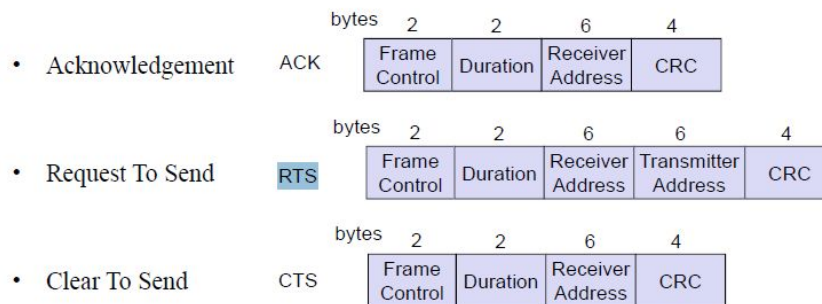 bytes 2 2 6 4
• Acknowledgement ACK Frame Control Duration Receiver Address CRC
bytes 2 2 6 6 4
• Request To Send RTS Frame Control Duration Receiver Address Transmitter Address CRC
bytes 2 2 6 4
• Clear To Send CTS Frame Control Duration Receiver Address CRC